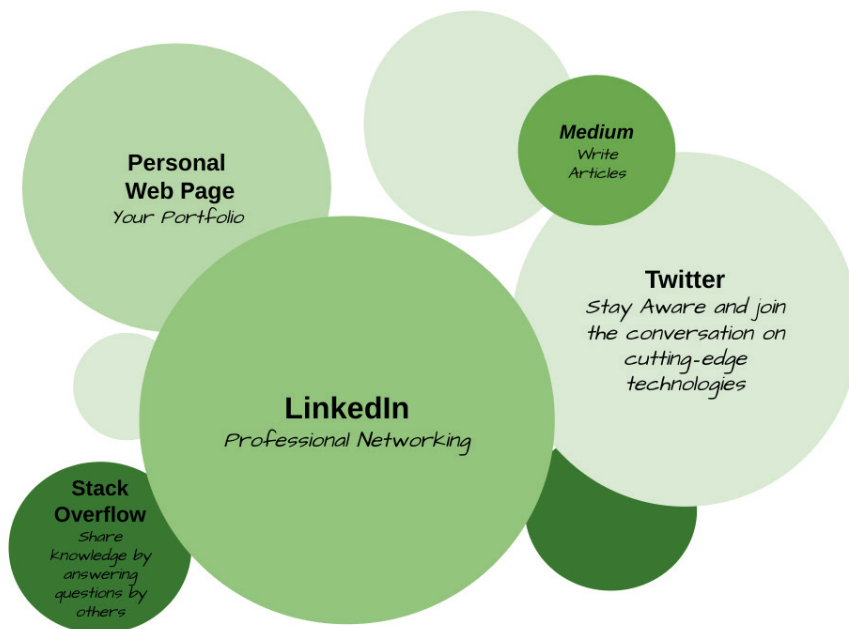 Personal
Web Page
Your Portfolio
Medium
Write
Articles
Twitter
Stay Aware and join
the conversation on
cutting-edge
technologies
LinkedIn
Professional Networking
Stack
Overflow
Share
knowledge by
answering
questions by
others